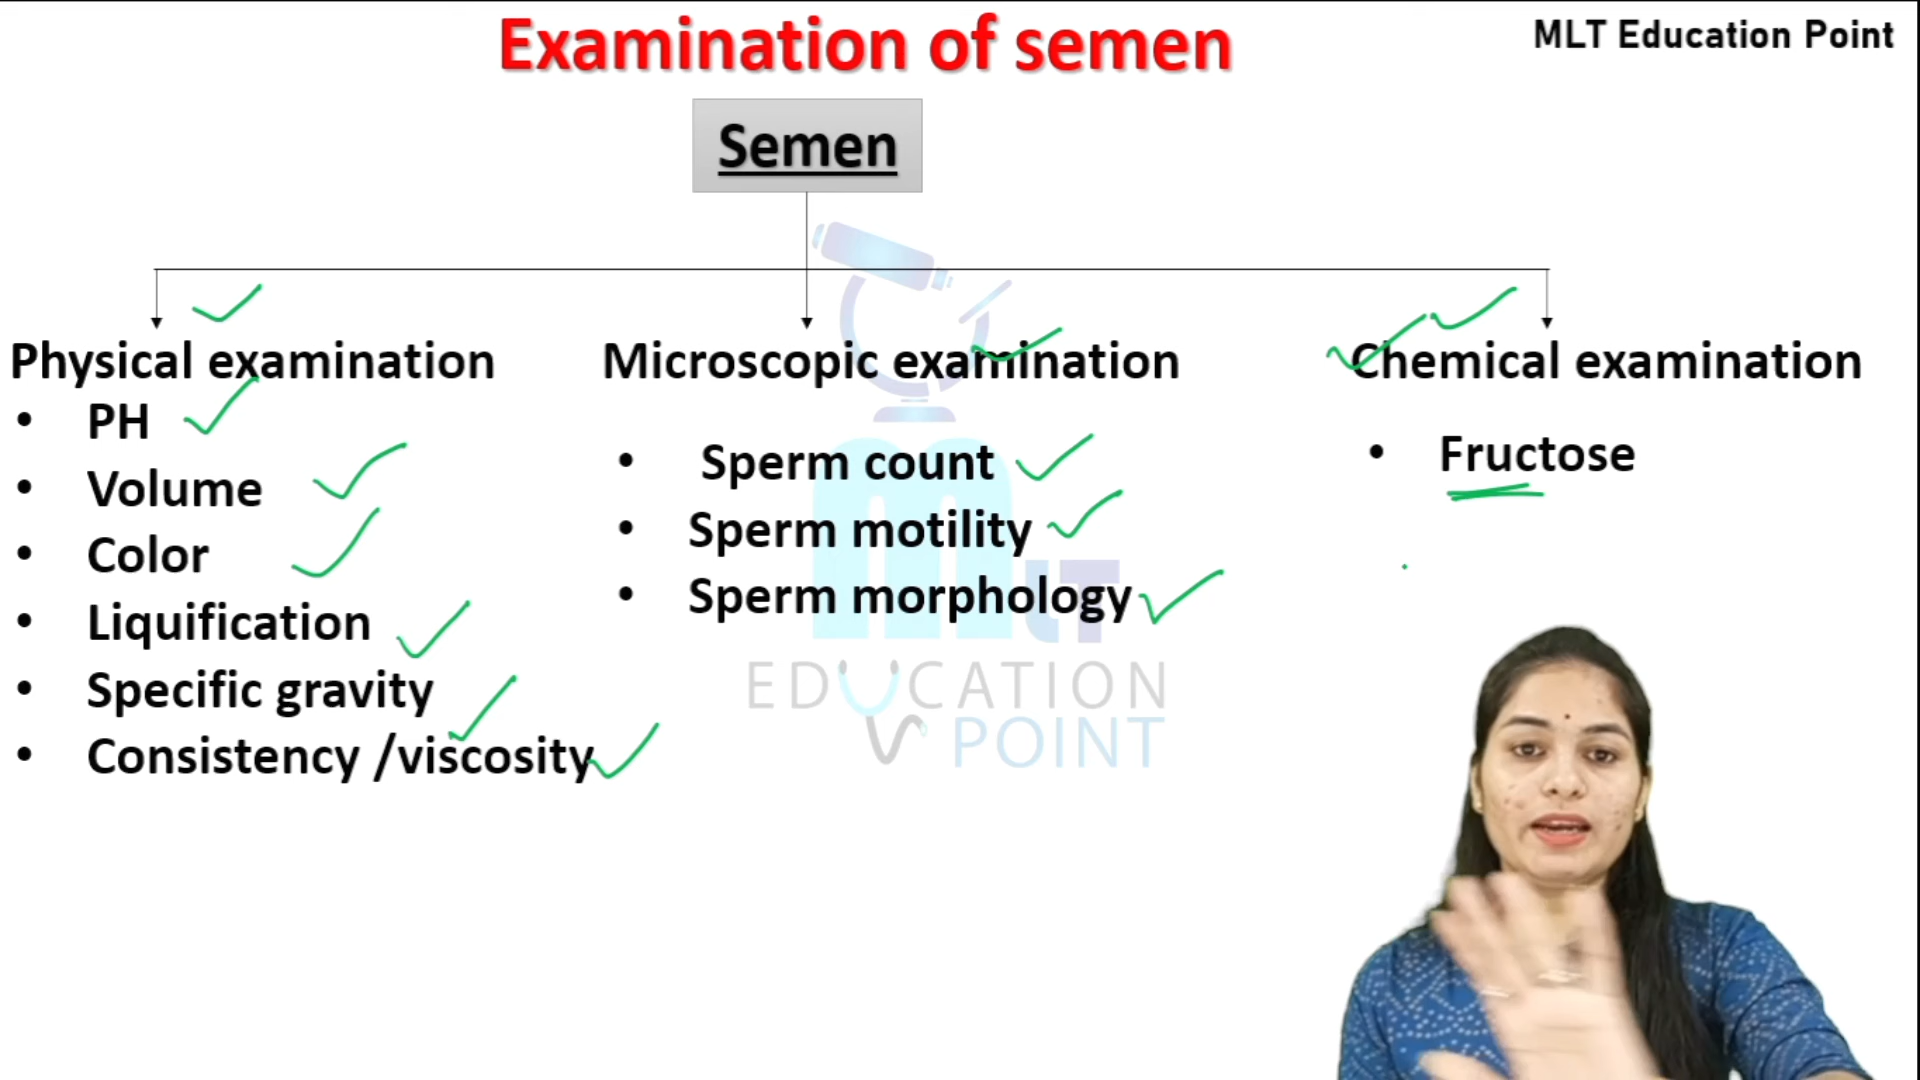 Examination of semen
MLT Education Point
Semen
Physical examination
• PH
• Volume
• Color
• Liquification
• Specific gravity
• Consistency /viscosity
Microscopic examination
• Sperm count
• Sperm motility
• Sperm morphology
Chemical examination
• Fructose
MLT
EDUCATION
POINT